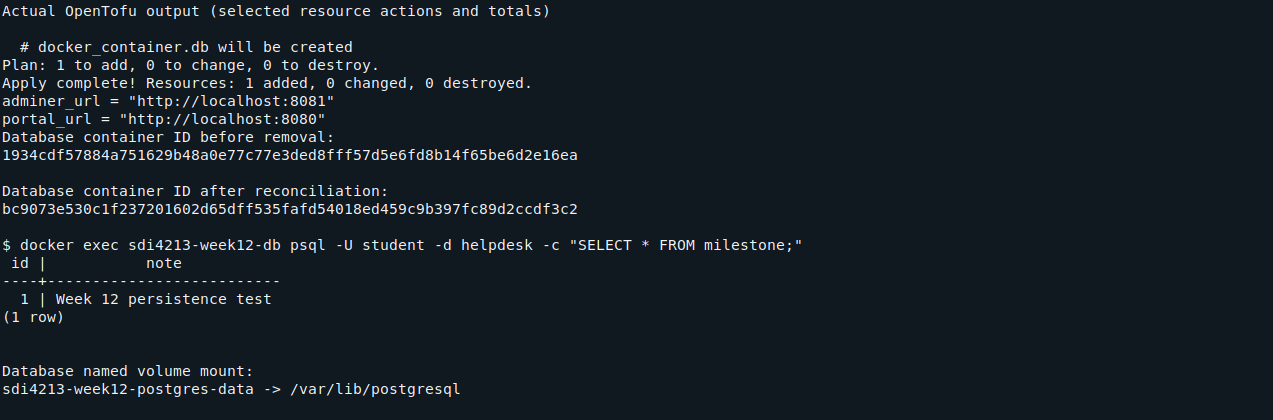 Actual OpenTofu output (selected resource actions and totals)
# docker_container.db will be created
Plan: 1 to add, 0 to change, 0 to destroy.
Apply complete! Resources: 1 added, 0 changed, 0 destroyed.
adminer_url = "http://localhost:8081"
portal_url = "http://localhost:8080"
Database container ID before removal:
1934cdf57884a751629b48a0e77c77e3ded8fff57d5e6fd8b14f65be6d2e16ea
Database container ID after reconciliation:
bc9073e530c1f237201602d65dff535fafd54018ed459c9b397fc89d2ccdf3c2
$ docker exec sdi4213-week12-db psql -U student -d helpdesk -c "SELECT * FROM milestone;"
 id |           note
----+--------------------------
  1 | Week 12 persistence test
(1 row)
Database named volume mount:
sdi4213-week12-postgres-data -> /var/lib/postgresql